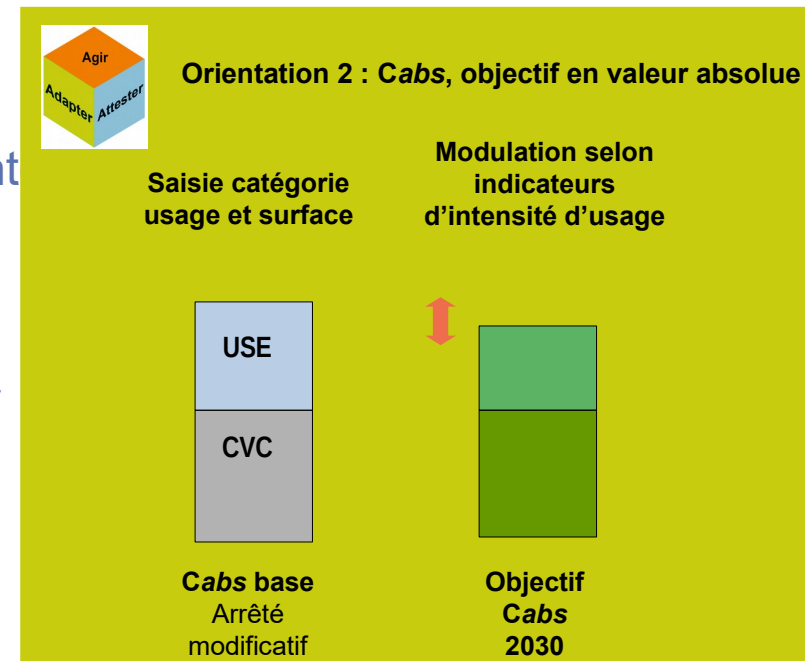 Agir
Adapter
Attester
Orientation 2 : Cabs, objectif en valeur absolue
nt
Saisie catégorie
usage et surface
Modulation selon
indicateurs
d'intensité d'usage
USE
CVC
Cabs base
Arrêté
modificatif
Objectif
Cabs
2030